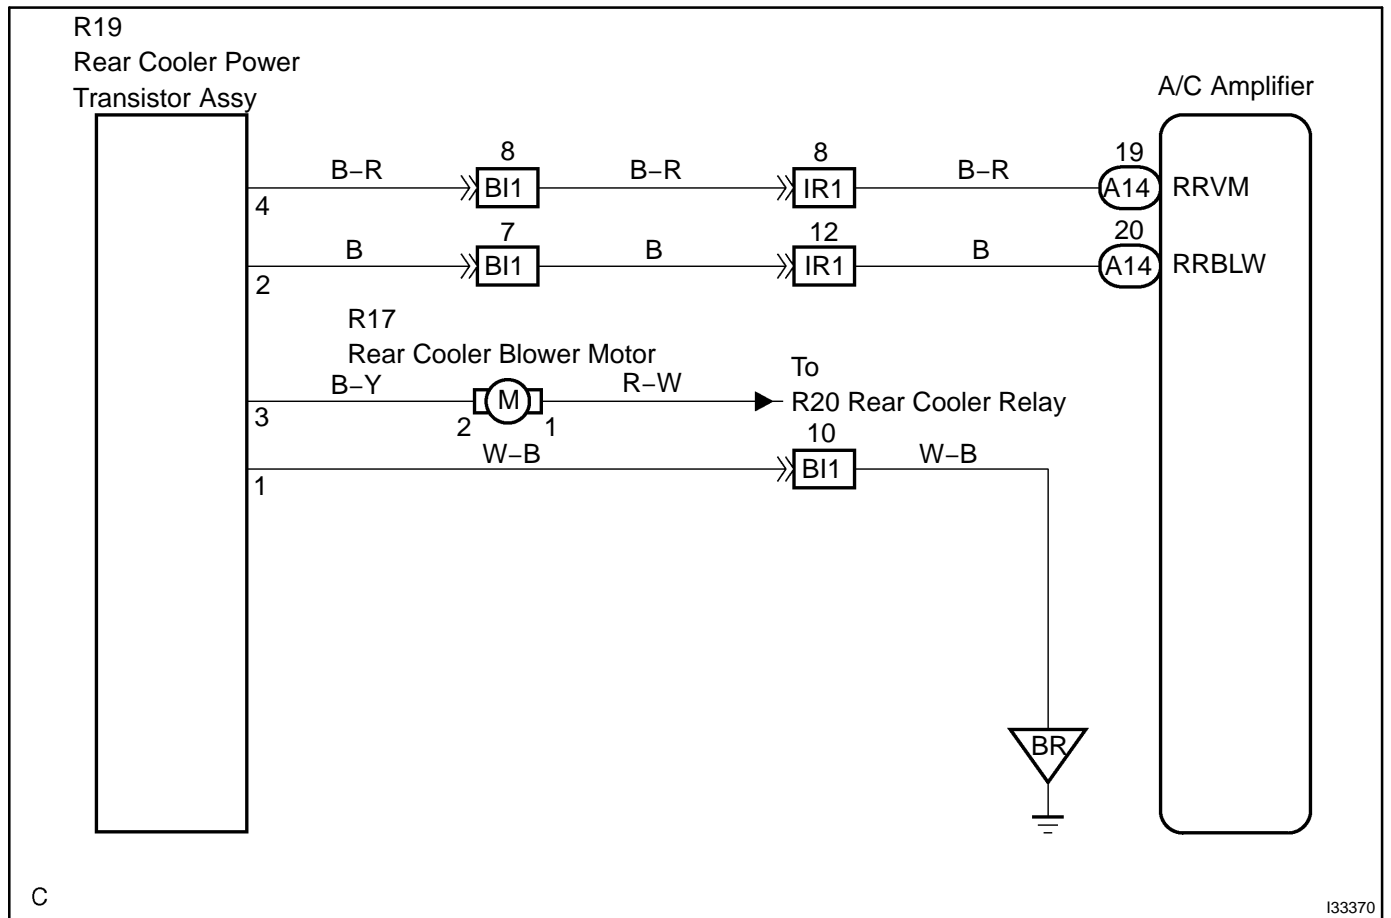 R19
Rear Cooler Power
Transistor Assy
A/C Amplifier
8
8
19
B−R
B−R
B−R
BI1
IR1
A14
RRVM
4
7
12
20
B
B
B
BI1
IR1
A14
RRBLW
2
R17
Rear Cooler Blower Motor
To
B−Y
R−W
M
R20 Rear Cooler Relay
3
2
1
10
W−B
W−B
BI1
1
BR
C
I33370